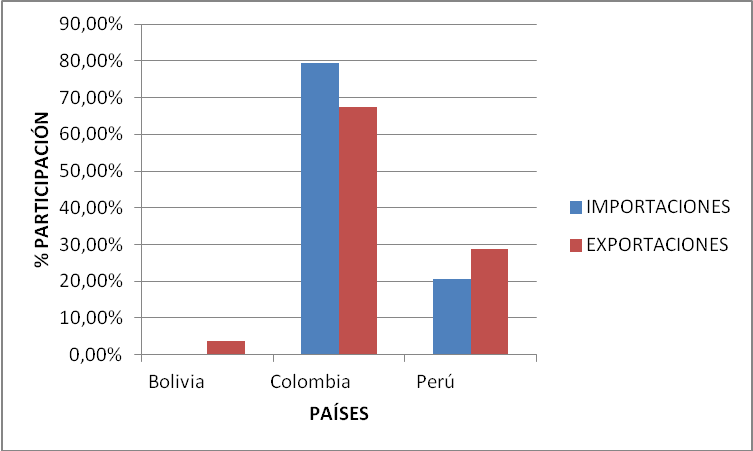 90,00%
80,00%
70,00%
60,00%
50,00%
40,00%
30,00%
20,00%
10,00%
0,00%
% PARTICIPACIÓN
Bolivia Colombia Perú
PAÍSES
IMPORTACIONES
EXPORTACIONES